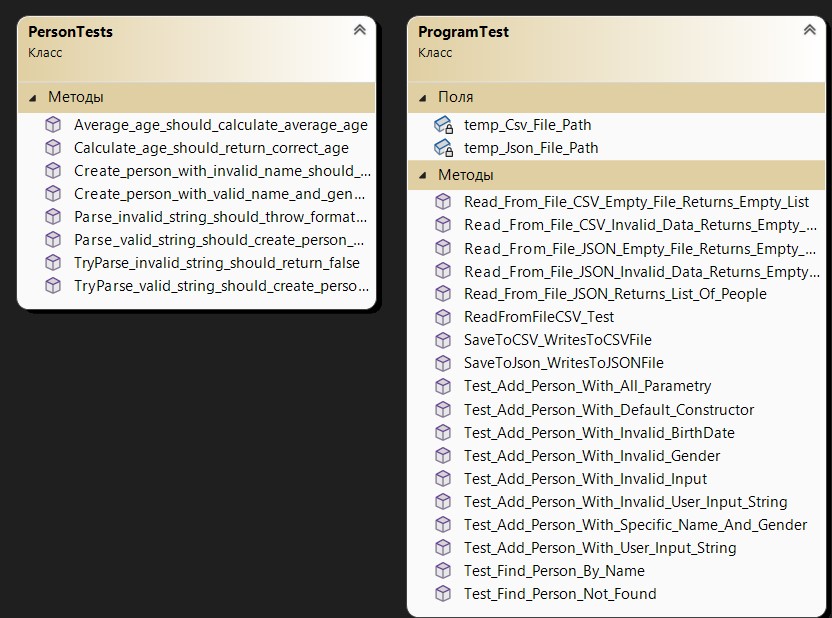 PersonTests
Класс
Методы
Average_age_should_calculate_average_age
Calculate_age_should_return_correct_age
Create_person_with_invalid_name_should_...
Create_person_with_valid_name_and_gen...
Parse_invalid_string_should_throw_format...
Parse_valid_string_should_create_person_...
TryParse_invalid_string_should_return_false
TryParse_valid_string_should_create_perso...
ProgramTest
Класс
Поля
temp_Csv_File_Path
temp_Json_File_Path
Методы
Read_From_File_CSV_Empty_File_Returns_Empty_List
Read_From_File_CSV_Invalid_Data_Returns_Empty_...
Read_From_File_JSON_Empty_File_Returns_Empty_...
Read_From_File_JSON_Invalid_Data_Returns_Empty...
Read_From_File_JSON_Returns_List_Of_People
ReadFromFileCSV_Test
SaveToCSV_WritesToCSVFile
SaveToJson_WritesToJSONFile
Test_Add_Person_With_All_Parametry
Test_Add_Person_With_Default_Constructor
Test_Add_Person_With_Invalid_BirthDate
Test_Add_Person_With_Invalid_Gender
Test_Add_Person_With_Invalid_Input
Test_Add_Person_With_Invalid_User_Input_String
Test_Add_Person_With_Specific_Name_And_Gender
Test_Add_Person_With_User_Input_String
Test_Find_Person_By_Name
Test_Find_Person_Not_Found